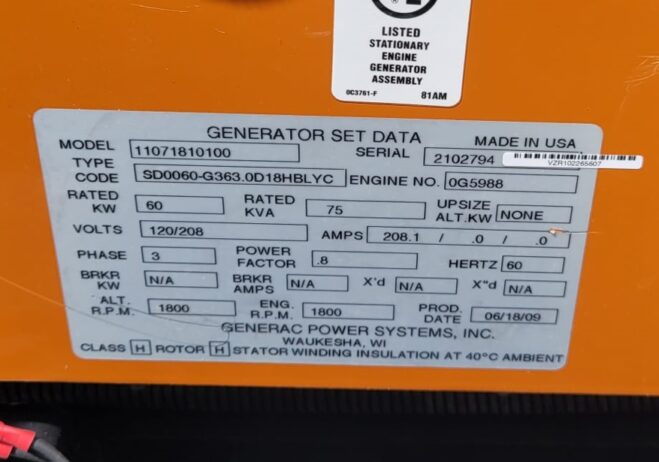 LISTED
STATIONARY
ENGINE
GENERATOR
ASSEMBLY
0C3761-F 81AM
GENERATOR SET DATA MADE IN USA
MODEL 11071810100 SERIAL 2102794
VZR102265607
TYPE CODE SD0060-G363.0D18HBLYC ENGINE NO. 0G5988
RATED KW 60 RATED KVA 75 UPSIZE ALT.KW NONE
VOLTS 120/208 AMPS 208.1 / .0 / .0
PHASE 3 POWER FACTOR .8 HERTZ 60
BRKR KW N/A BRKR AMPS N/A X'd N/A X"d N/A
ALT. R.P.M. 1800 ENG. R.P.M. 1800 PROD. DATE 06/18/09
GENERAC POWER SYSTEMS, INC.
WAUKESHA, WI
CLASS H ROTOR H STATOR WINDING INSULATION AT 40°C AMBIENT